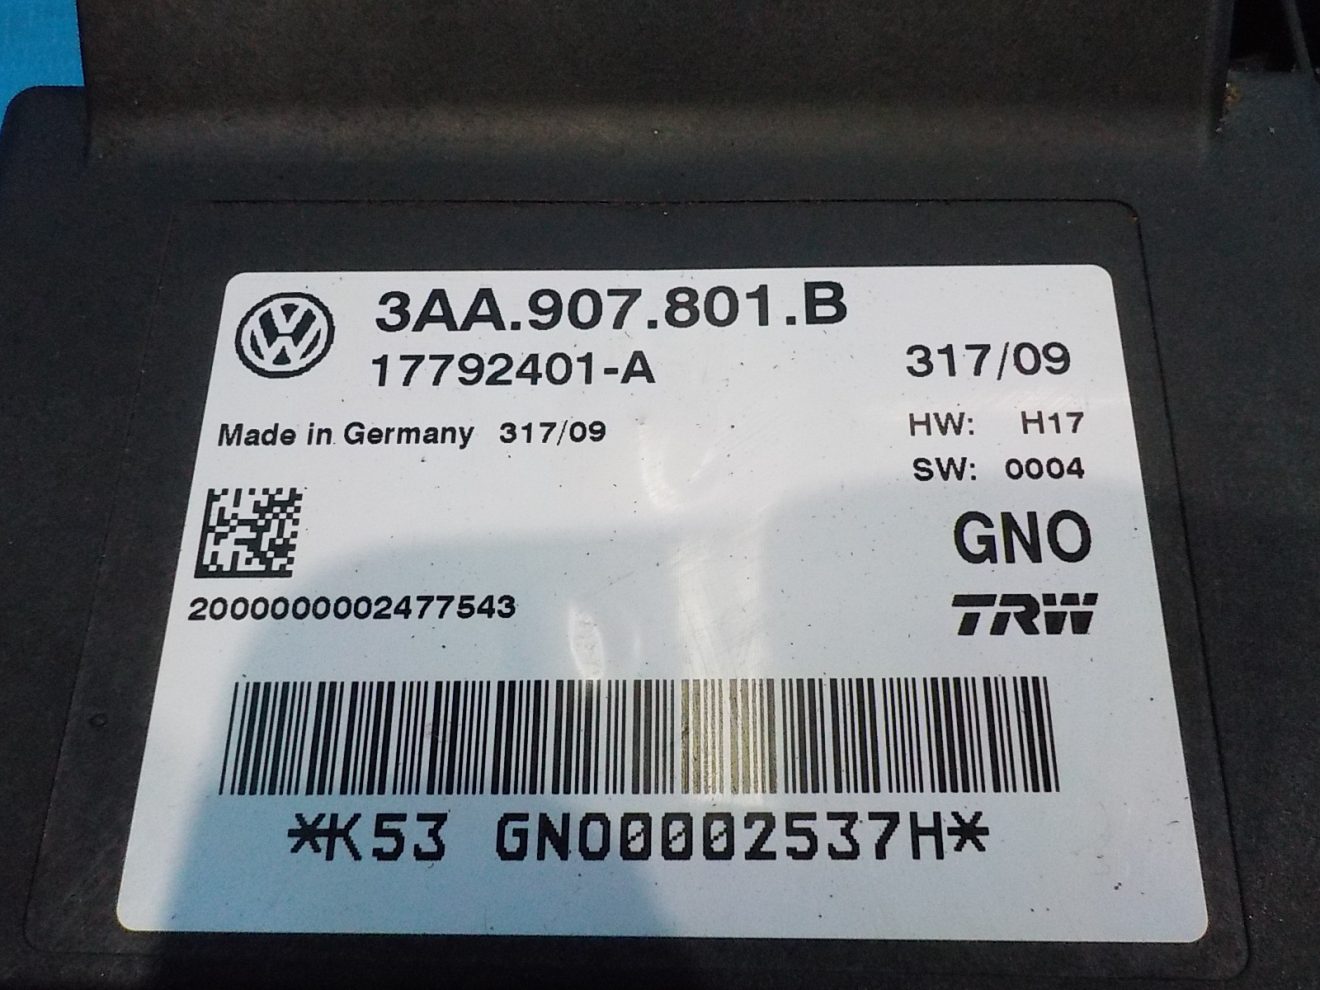 3AA.907.801.B
17792401-A
317/09
Made in Germany 317/09
HW: H17
SW: 0004
GNO
2000000002477543
TRW
*K53 GNO0002537H*